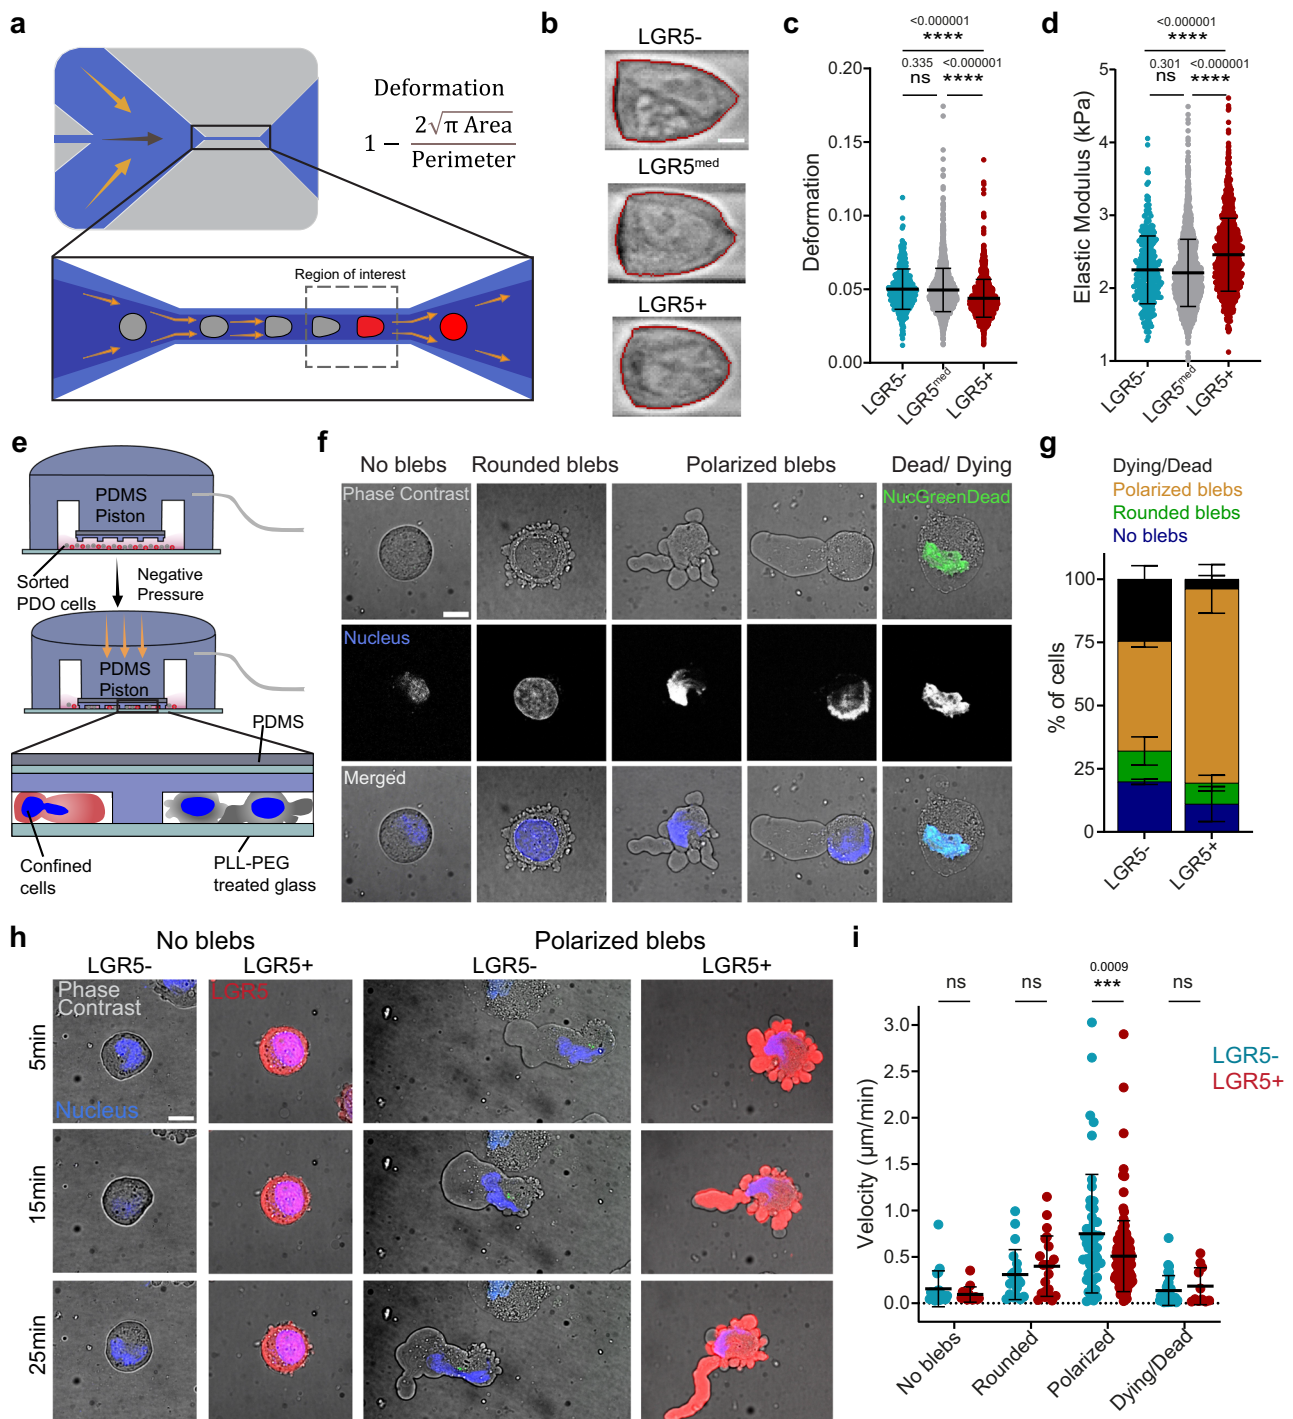 a
Deformation
1 − 2√π Area
Perimeter
Region of interest
b
LGR5-
LGR5med
LGR5+
c
<0.000001
****
0.335
<0.000001
ns
****
0.20
0.15
0.10
0.05
0.00
Deformation
LGR5-
LGR5med
LGR5+
d
<0.000001
****
0.301
<0.000001
ns
****
5
4
3
2
1
Elastic Modulus (kPa)
LGR5-
LGR5med
LGR5+
e
PDMS
Piston
Sorted
PDO cells
Negative
Pressure
PDMS
Piston
PDMS
Confined
cells
PLL-PEG
treated glass
f
No blebs
Rounded blebs
Polarized blebs
Dead/ Dying
Phase Contrast
NucGreenDead
Nucleus
Merged
g
Dying/Dead
Polarized blebs
Rounded blebs
No blebs
100
75
50
25
0
% of cells
LGR5-
LGR5+
h
No blebs
Polarized blebs
LGR5-
LGR5+
LGR5-
LGR5+
Phase
Contrast
LGR5
Nucleus
5min
15min
25min
i
0.0009
ns
ns
***
ns
3.0
2.5
2.0
1.5
1.0
0.5
0.0
Velocity (µm/min)
LGR5-
LGR5+
No blebs
Rounded
Polarized
Dying/Dead